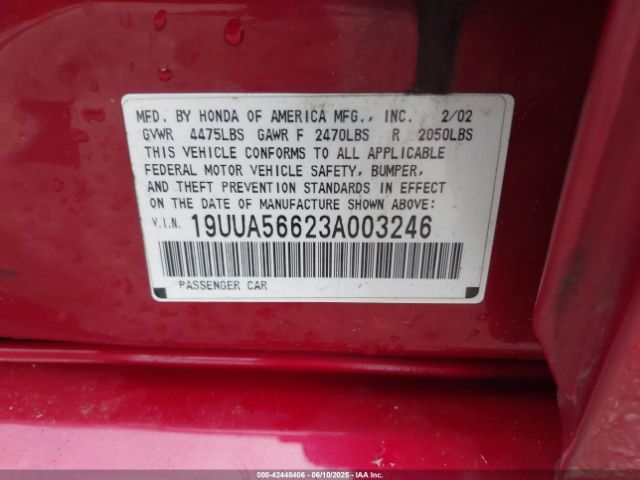 MFD. BY HONDA OF AMERICA MFG., INC. 2/02
GVWR 4475LBS GAWR F 2470LBS R 2050LBS
THIS VEHICLE CONFORMS TO ALL APPLICABLE
FEDERAL MOTOR VEHICLE SAFETY, BUMPER,
AND THEFT PREVENTION STANDARDS IN EFFECT
ON THE DATE OF MANUFACTURE SHOWN ABOVE:
V.I.N. 19UUA56623A003246
PASSENGER CAR
000-42448406 - 06/10/2025 - COPYRIGHT IAA, LLC